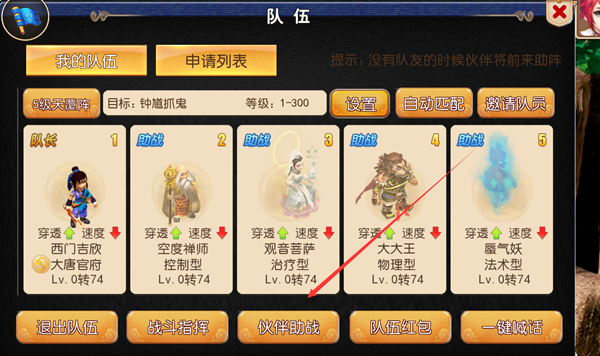 队伍
我的队伍 申请列表 提示：没有队友的时候伙伴将前来助阵
5级天覆阵 目标：钟馗抓鬼 等级：1-300 设置 自动匹配 邀请队员
队长 1 助战 2 助战 3 助战 4 助战 5
穿透 速度 穿透 速度 穿透 速度 穿透 速度 穿透 速度
西门吉欣 空度禅师 观音菩萨 大大王 蜃气妖
大唐官府 控制型 治疗型 物理型 法术型
Lv.0转74 Lv.0转74 Lv.0转74 Lv.0转74 Lv.0转74
退出队伍 战斗指挥 伙伴助战 队伍红包 一键喊话